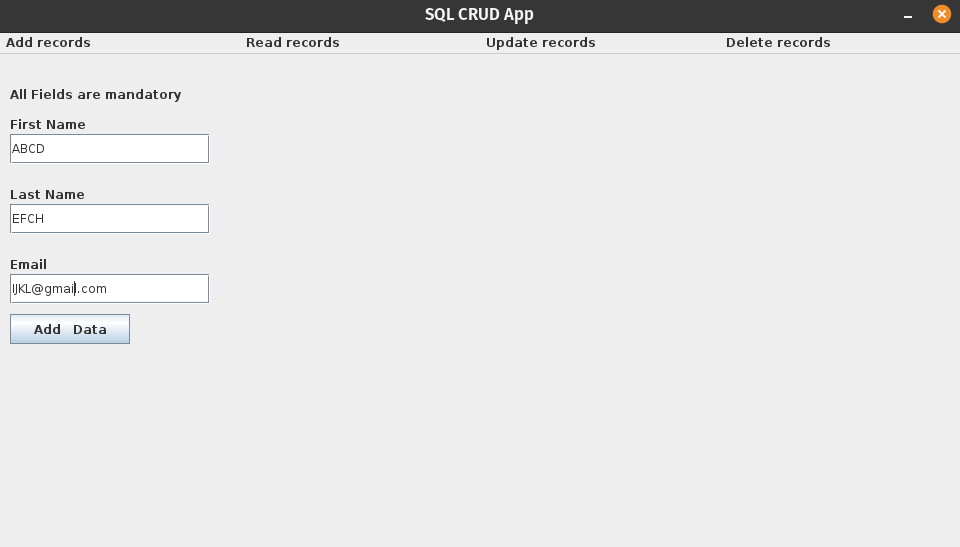 SQL CRUD App
Add records Read records Update records Delete records
All Fields are mandatory
First Name
ABCD
Last Name
EFCH
Email
IJKL@gmail.com
Add Data